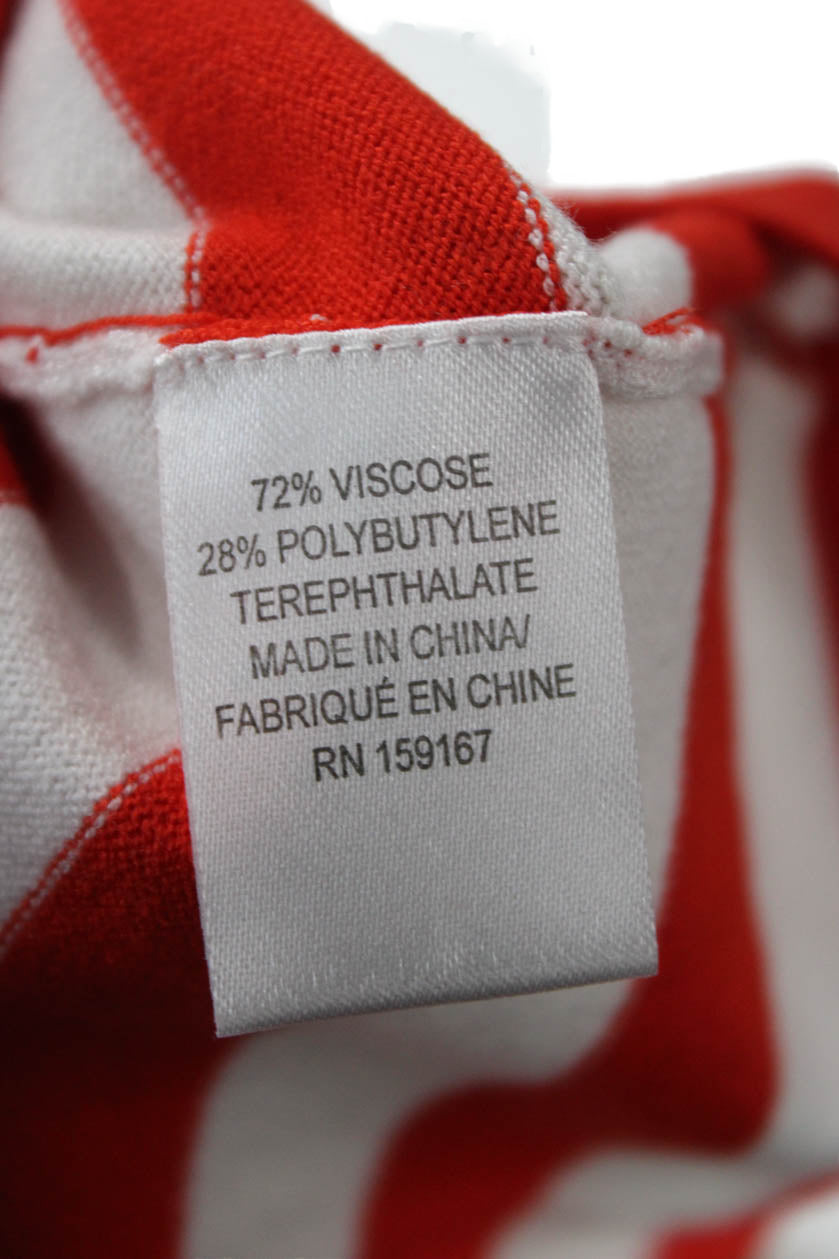 72% VISCOSE
28% POLYBUTYLENE
TEREPHTHALATE
MADE IN CHINA/
FABRIQUÉ EN CHINE
RN 159167